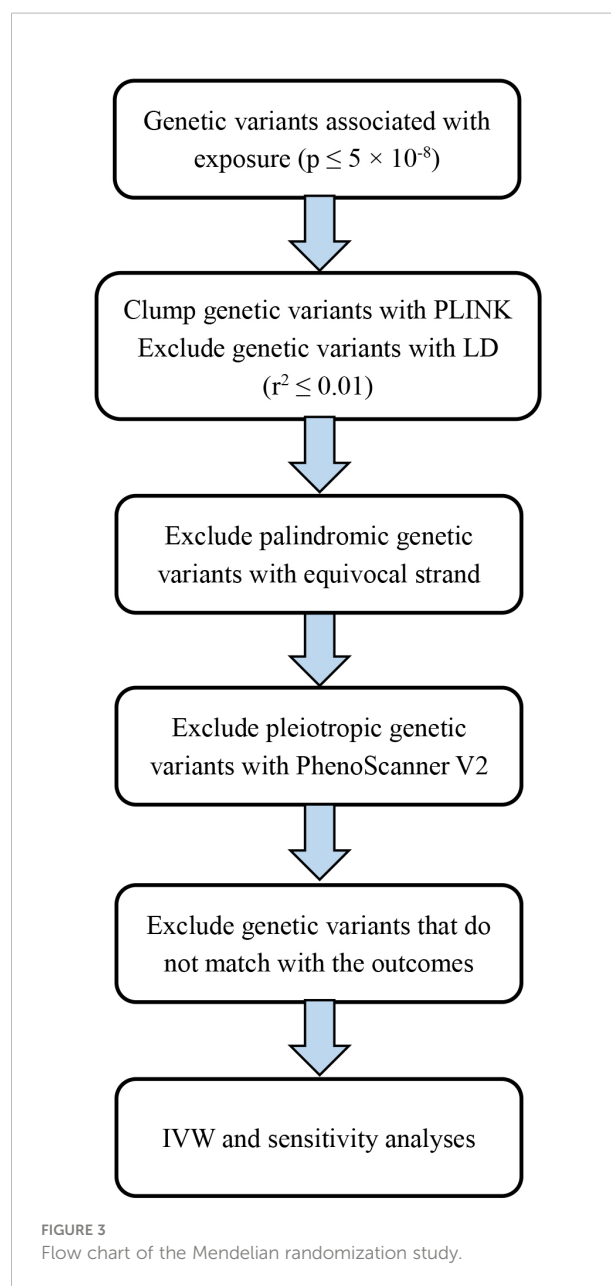 Genetic variants associated with
exposure (p ≤ 5 × 10⁻⁸)
Clump genetic variants with PLINK
Exclude genetic variants with LD
(r² ≤ 0.01)
Exclude palindromic genetic
variants with equivocal strand
Exclude pleiotropic genetic
variants with PhenoScanner V2
Exclude genetic variants that do
not match with the outcomes
IVW and sensitivity analyses
FIGURE 3
Flow chart of the Mendelian randomization study.